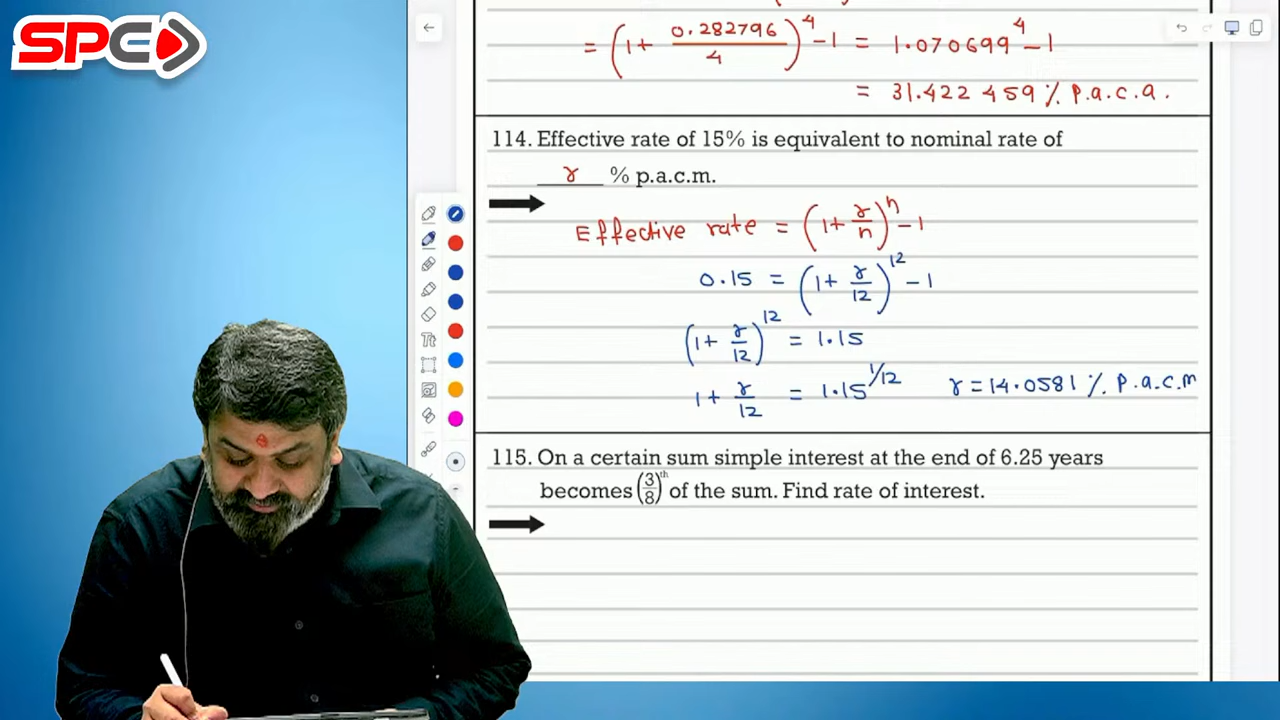 SPC
= (1 + 0.282796/4)^4 - 1 = 1.070699^4 - 1
= 31.422 459 % p.a.c.a.
114. Effective rate of 15% is equivalent to nominal rate of
r % p.a.c.m.
Effective rate = (1 + r/n)^n - 1
0.15 = (1 + r/12)^12 - 1
(1 + r/12)^12 = 1.15
1 + r/12 = 1.15^1/12 r = 14.0581 % p.a.c.m
115. On a certain sum simple interest at the end of 6.25 years
becomes (3/8)^th of the sum. Find rate of interest.
Tt